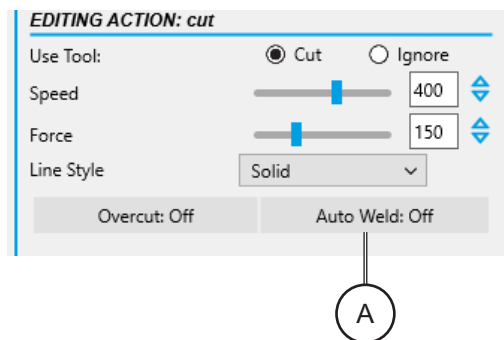 EDITING ACTION: cut
Use Tool: Cut Ignore
Speed 400
Force 150
Line Style Solid
Overcut: Off Auto Weld: Off
A